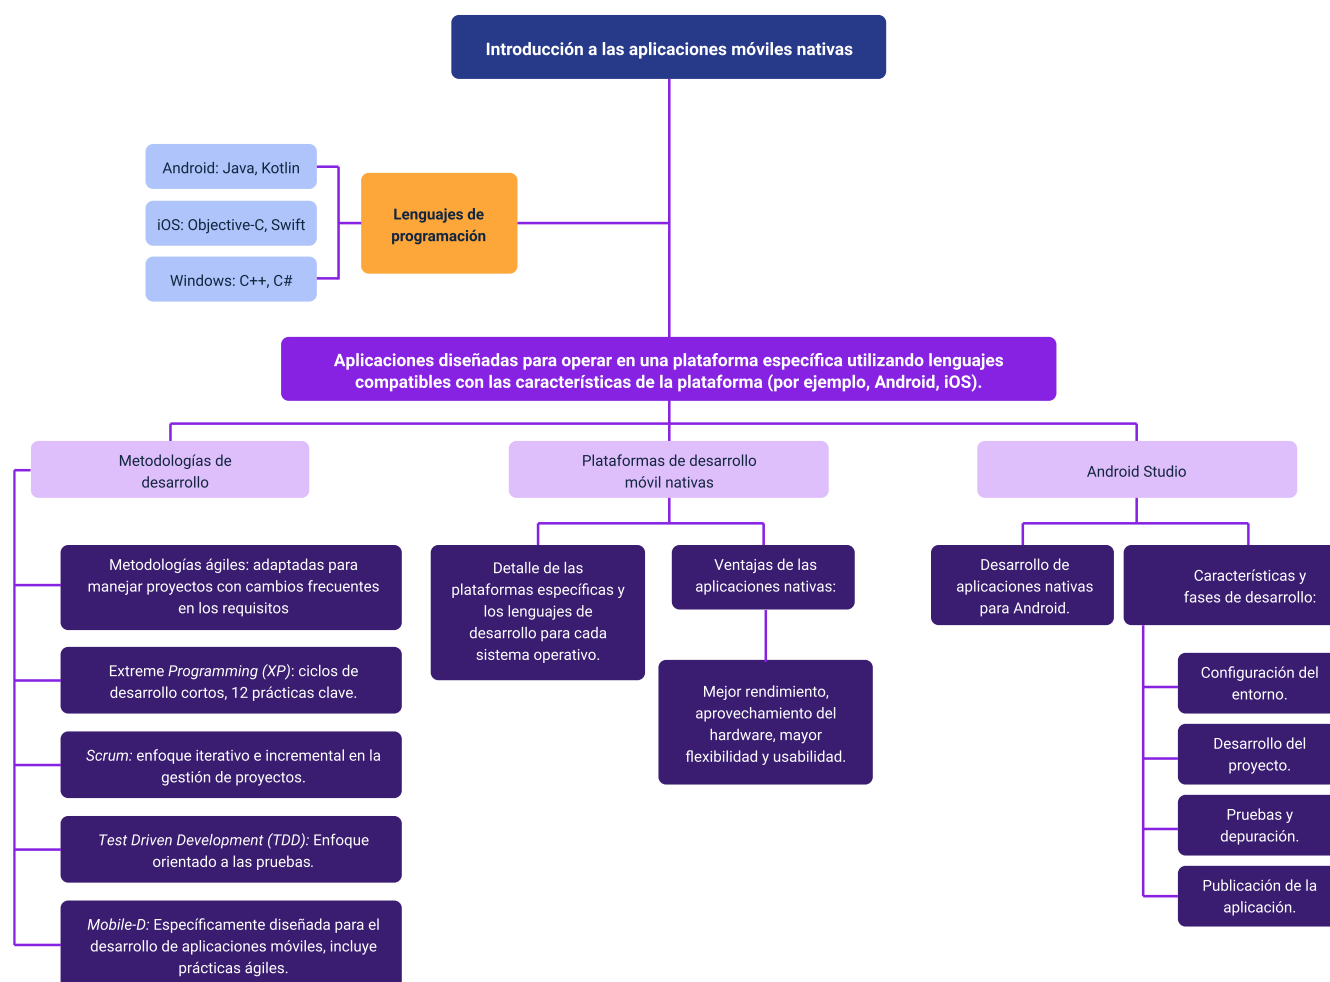 Introducción a las aplicaciones móviles nativas
Android: Java, Kotlin
iOS: Objective-C, Swift
Windows: C++, C#
Lenguajes de
programación
Aplicaciones diseñadas para operar en una plataforma específica utilizando lenguajes
compatibles con las características de la plataforma (por ejemplo, Android, iOS).
Metodologías de
desarrollo
Metodologías ágiles: adaptadas para
manejar proyectos con cambios frecuentes
en los requisitos
Extreme Programming (XP): ciclos de
desarrollo cortos, 12 prácticas clave.
Scrum: enfoque iterativo e incremental en la
gestión de proyectos.
Test Driven Development (TDD): Enfoque
orientado a las pruebas.
Mobile-D: Específicamente diseñada para el
desarrollo de aplicaciones móviles, incluye
prácticas ágiles.
Plataformas de desarrollo
móvil nativas
Detalle de las
plataformas específicas y
los lenguajes de
desarrollo para cada
sistema operativo.
Ventajas de las
aplicaciones nativas:
Mejor rendimiento,
aprovechamiento del
hardware, mayor
flexibilidad y usabilidad.
Android Studio
Desarrollo de
aplicaciones nativas
para Android.
Características y
fases de desarrollo:
Configuración del
entorno.
Desarrollo del
proyecto.
Pruebas y
depuración.
Publicación de la
aplicación.